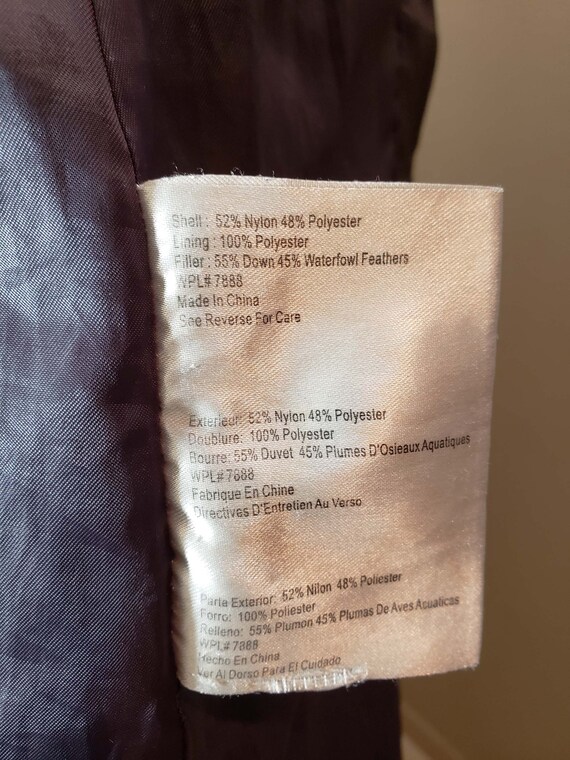 Shell : 52% Nylon 48% Polyester
Lining : 100% Polyester
Filler : 55% Down 45% Waterfowl Feathers
WPL# 7888
Made In China
See Reverse For Care
Exterieur: 52% Nylon 48% Polyester
Doublure: 100% Polyester
Bourre: 55% Duvet 45% Plumes D'Osieaux Aquatiques
WPL# 7888
Fabrique En Chine
Directives D'Entretien Au Verso
Parte Exterior: 52% Nilon 48% Poliester
Forro: 100% Poliester
Relleno: 55% Plumon 45% Plumas De Aves Acualicas
WPL# 7888
Hecho En China
Ver Al Dorso Para El Cuidado